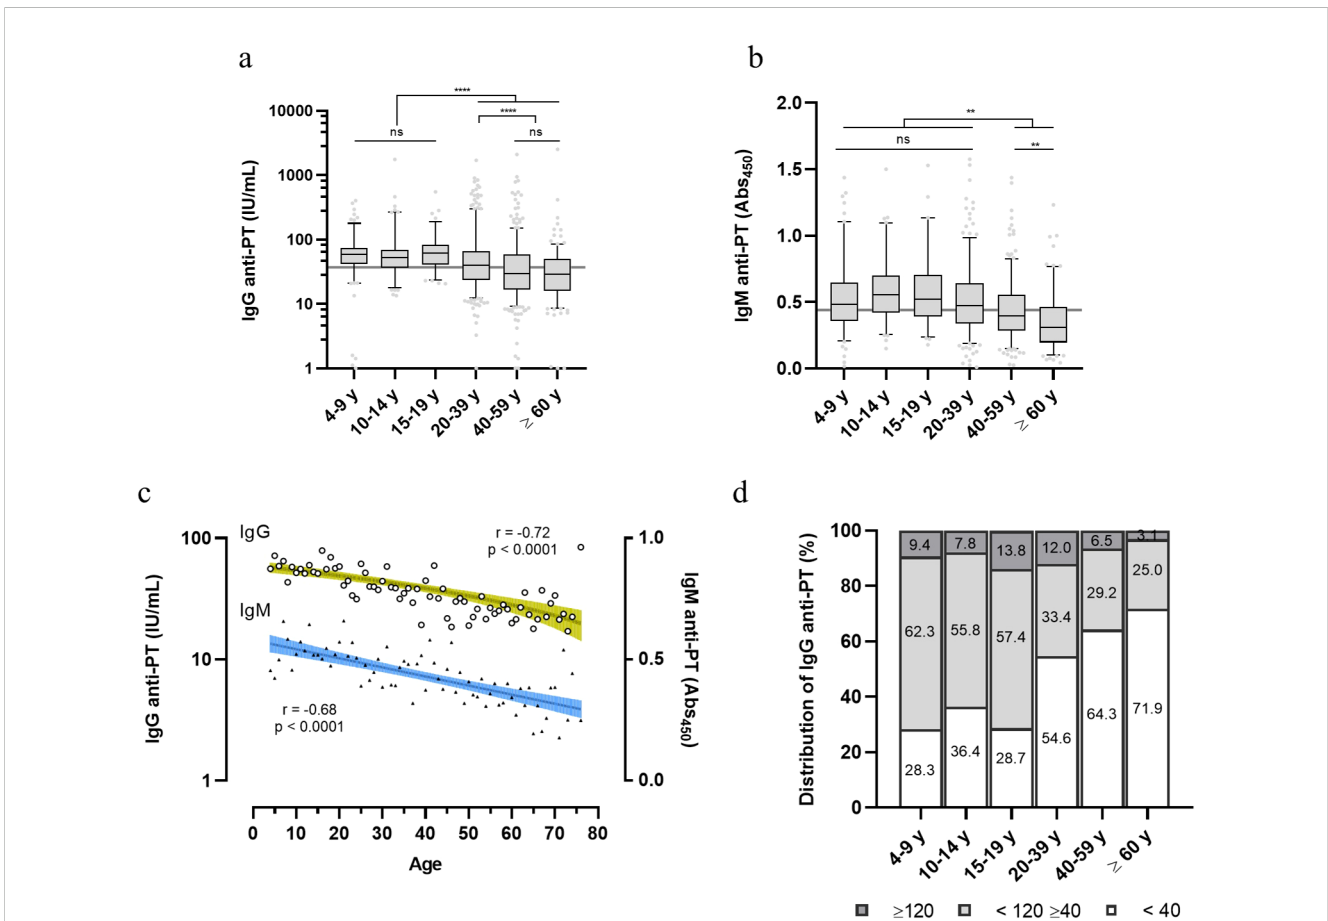 a
IgG anti-PT (IU/mL)
10000
1000
100
10
1
****
****
ns
ns
4-9 y
10-14 y
15-19 y
20-39 y
40-59 y
≥ 60 y
b
IgM anti-PT (Abs450)
2.0
1.5
1.0
0.5
0.0
**
ns
**
4-9 y
10-14 y
15-19 y
20-39 y
40-59 y
≥ 60 y
c
IgG anti-PT (IU/mL)
100
10
1
IgG
r = -0.72
p < 0.0001
IgM
r = -0.68
p < 0.0001
1.0
0.5
0.0
IgM anti-PT (Abs450)
0 10 20 30 40 50 60 70 80
Age
d
Distribution of IgG anti-PT (%)
100
80
60
40
20
0
9.4 7.8 13.8 12.0 6.5 3.1
62.3 55.8 57.4 33.4 29.2 25.0
28.3 36.4 28.7 54.6 64.3 71.9
4-9 y
10-14 y
15-19 y
20-39 y
40-59 y
≥ 60 y
≥120 < 120 ≥40 < 40